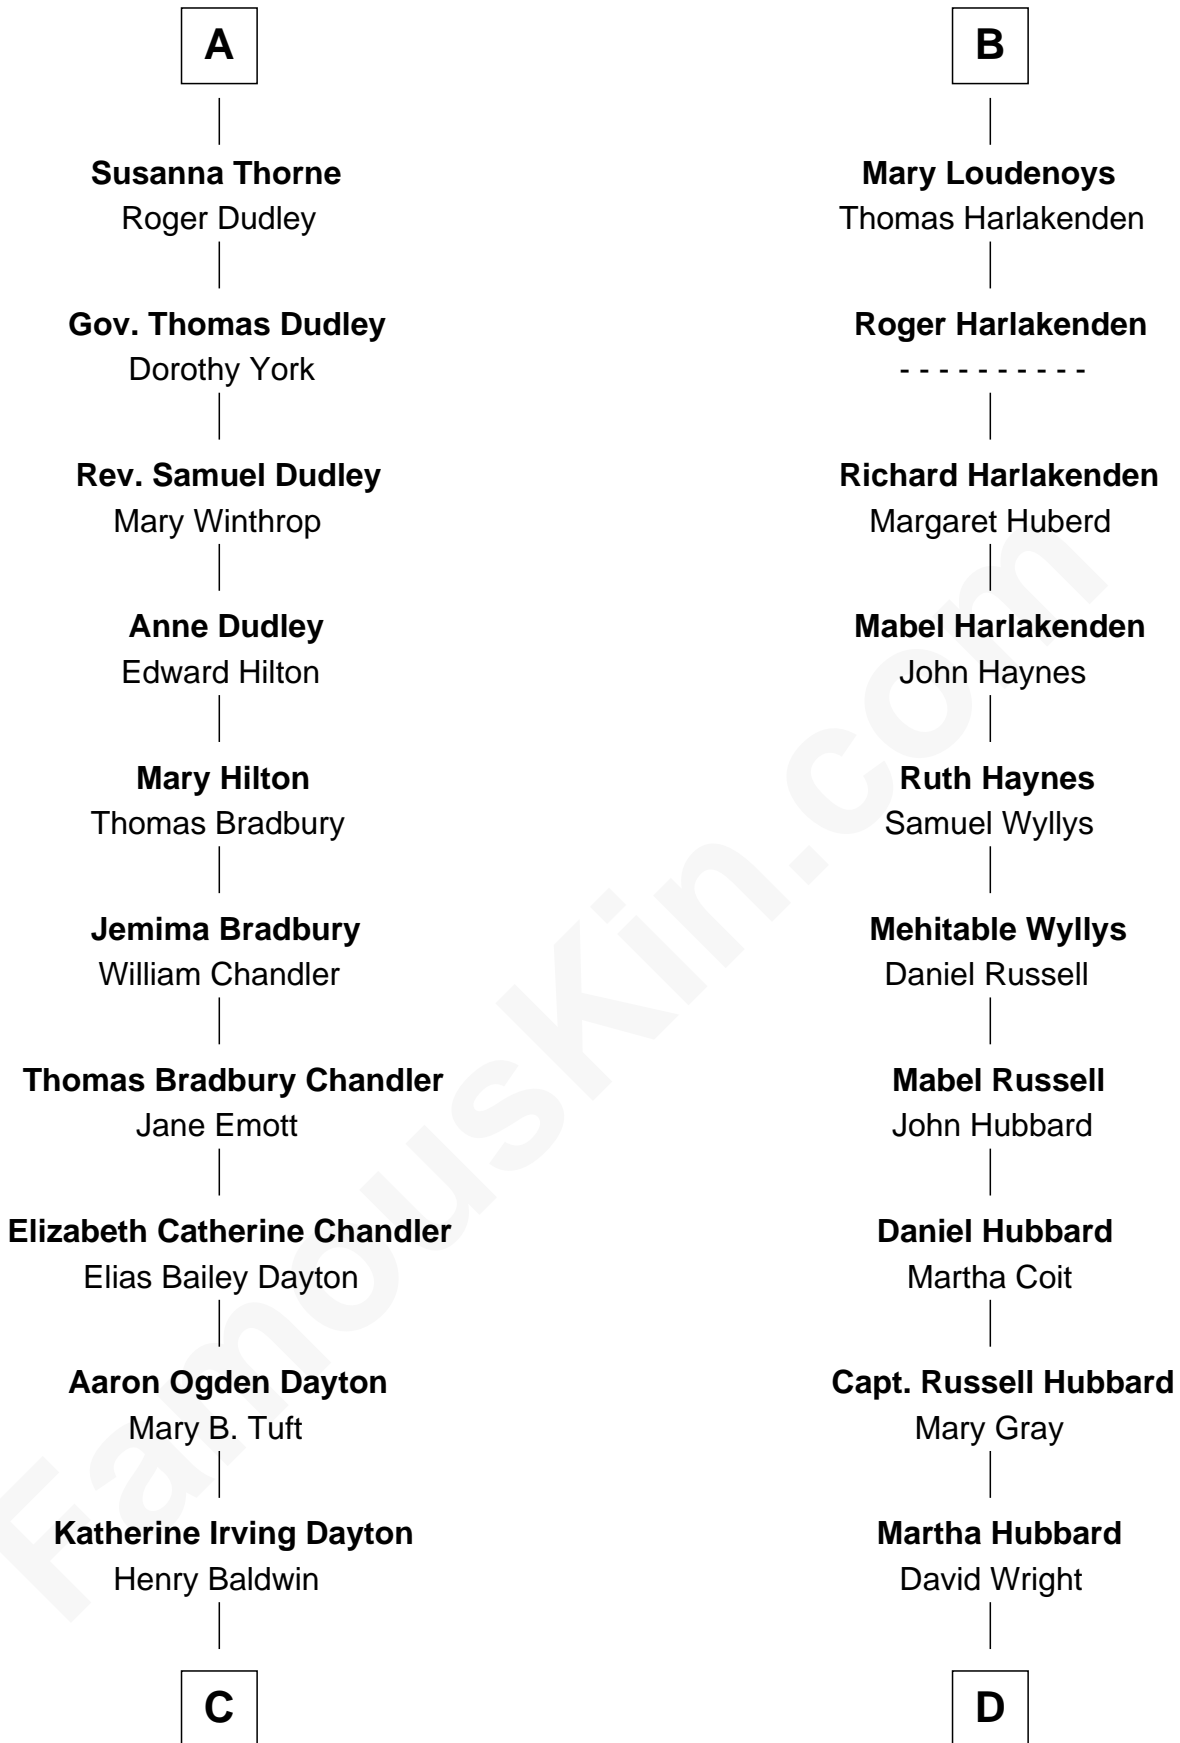 A
Susanna Thorne
Roger Dudley
Gov. Thomas Dudley
Dorothy York
Rev. Samuel Dudley
Mary Winthrop
Anne Dudley
Edward Hilton
Mary Hilton
Thomas Bradbury
Jemima Bradbury
William Chandler
Thomas Bradbury Chandler
Jane Emott
Elizabeth Catherine Chandler
Elias Bailey Dayton
Aaron Ogden Dayton
Mary B. Tuft
Katherine Irving Dayton
Henry Baldwin
C
B
Mary Loudenoys
Thomas Harlakenden
Roger Harlakenden
- - - - - - - - - -
Richard Harlakenden
Margaret Huberd
Mabel Harlakenden
John Haynes
Ruth Haynes
Samuel Wyllys
Mehitable Wyllys
Daniel Russell
Mabel Russell
John Hubbard
Daniel Hubbard
Martha Coit
Capt. Russell Hubbard
Mary Gray
Martha Hubbard
David Wright
D
FamousKin.com